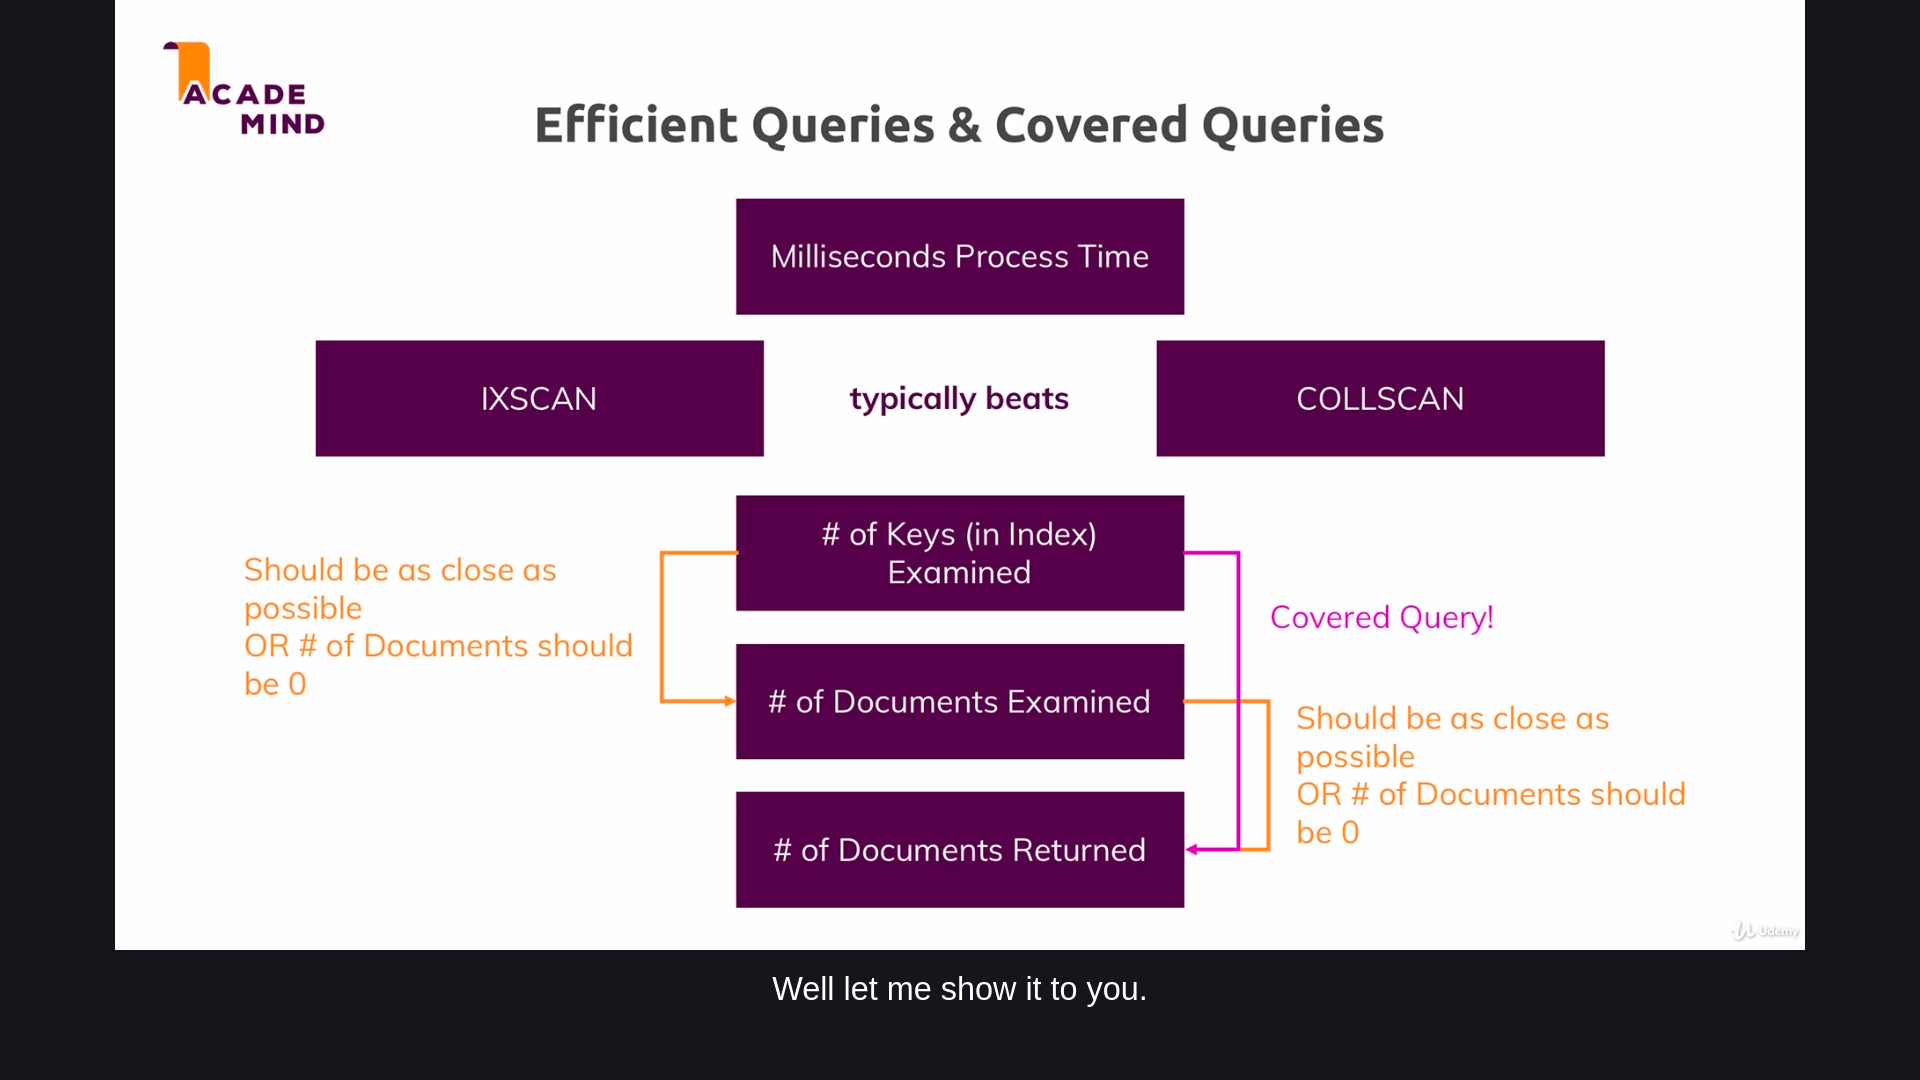 ACADE
MIND
Efficient Queries & Covered Queries
Milliseconds Process Time
IXSCAN
typically beats
COLLSCAN
# of Keys (in Index)
Examined
Should be as close as
possible
OR # of Documents should
be 0
Covered Query!
# of Documents Examined
Should be as close as
possible
OR # of Documents should
be 0
# of Documents Returned
Udemy
Well let me show it to you.